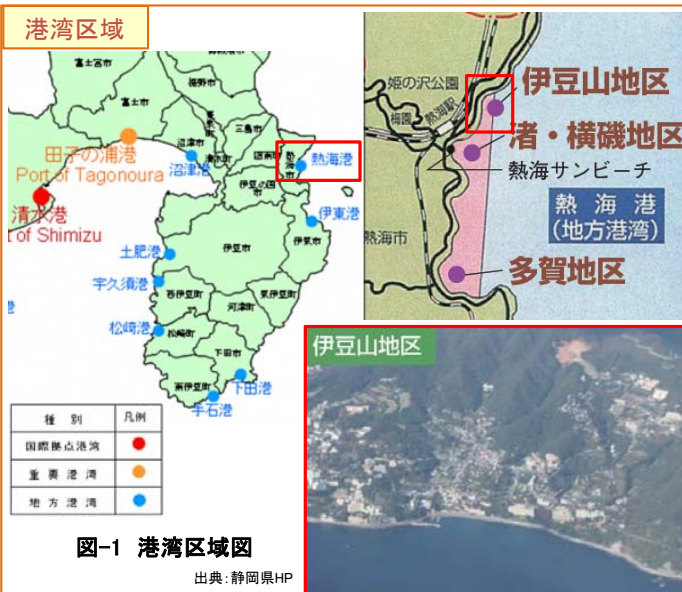 港湾区域
富士宮市
富士市
裾野市
三島市
沼津市
清水町
函南町
熱海市
熱海港
田子の浦港
Port of Tagonoura
沼津港
清水港
t of Shimizu
伊豆の国市
伊東港
伊豆市
伊東市
土肥港
宇久須港
西伊豆町
河津町
東伊豆町
松崎港
松崎町
下田市
下田港
南伊豆町
手石港
種別 凡例
国際拠点港湾
重要港湾
地方港湾
図-1 港湾区域図
出典:静岡県HP
姫の沢公園
梅園
熱海駅
伊豆山地区
渚・横磯地区
熱海サンビーチ
熱海港
(地方港湾)
熱海市
多賀地区
伊豆山地区